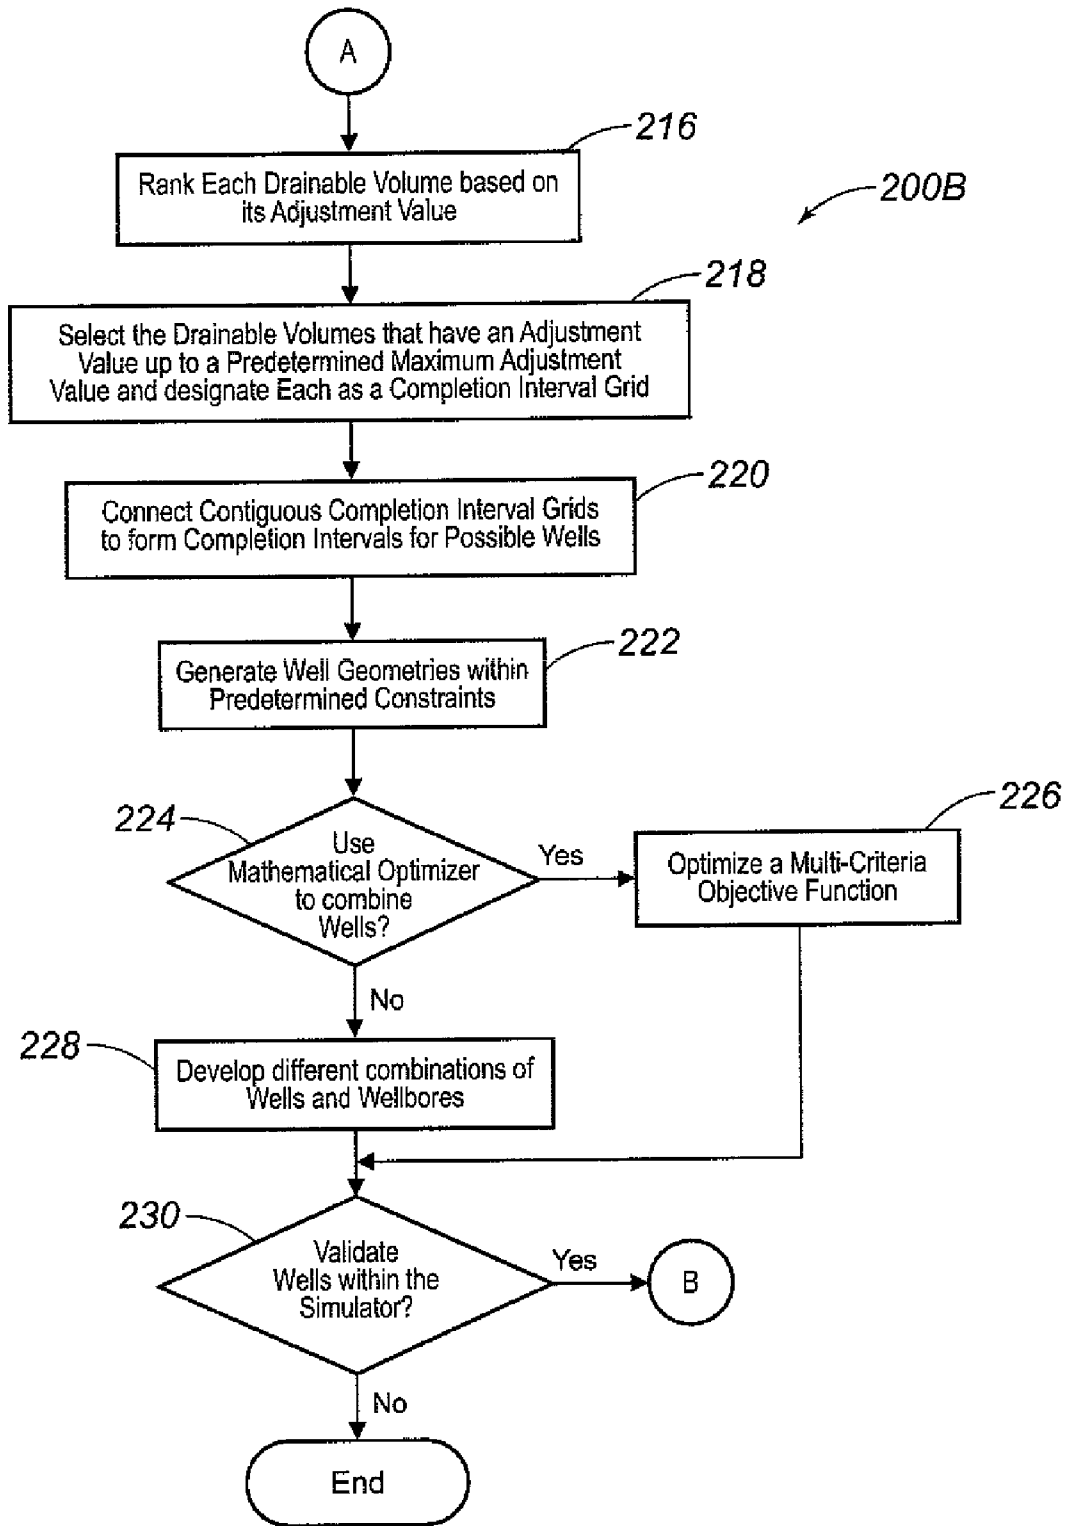 A
216
Rank Each Drainable Volume based on
its Adjustment Value
200B
218
Select the Drainable Volumes that have an Adjustment
Value up to a Predetermined Maximum Adjustment
Value and designate Each as a Completion Interval Grid
220
Connect Contiguous Completion Interval Grids
to form Completion Intervals for Possible Wells
222
Generate Well Geometries within
Predetermined Constraints
224
Use
Mathematical Optimizer
to combine
Wells?
Yes
226
Optimize a Multi-Criteria
Objective Function
No
228
Develop different combinations of
Wells and Wellbores
230
Validate
Wells within the
Simulator?
Yes
B
No
End